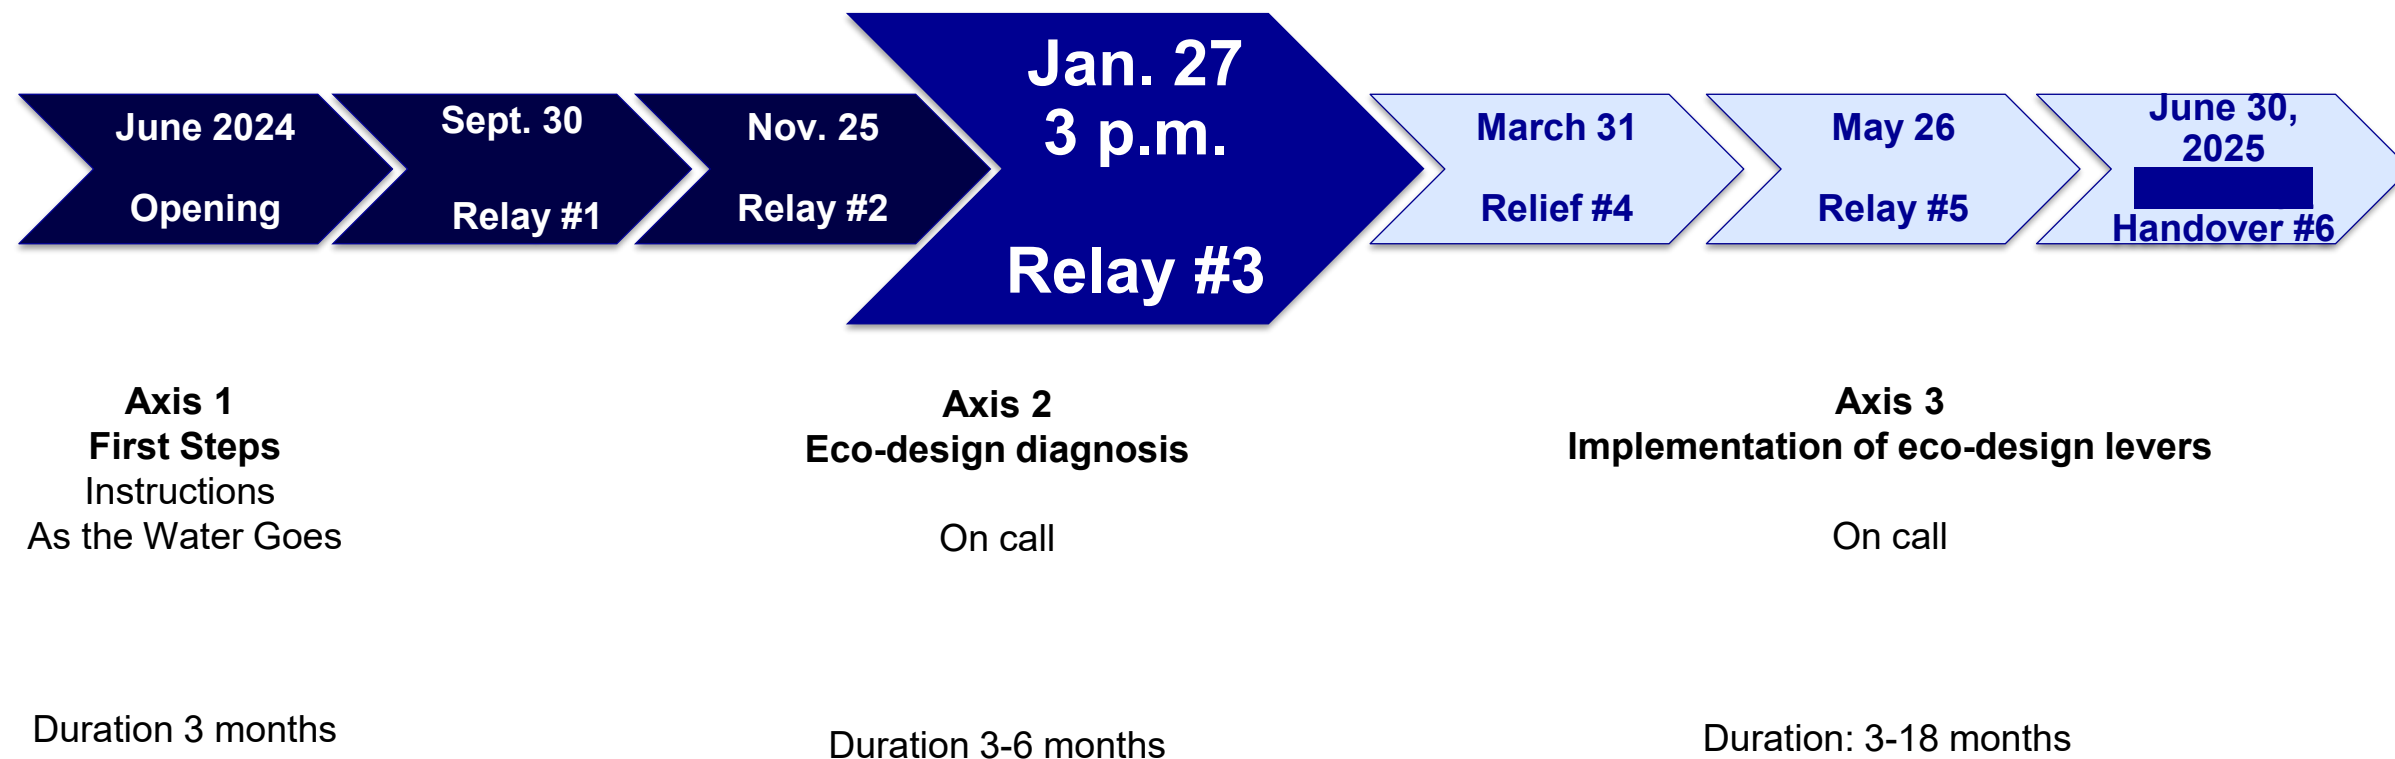 June 2024
Opening
Sept. 30
Relay #1
Nov. 25
Relay #2
Jan. 27
3 p.m.
Relay #3
March 31
Relief #4
May 26
Relay #5
June 30,
2025
Handover #6
Axis 1
First Steps
Instructions
As the Water Goes
Duration 3 months
Axis 2
Eco-design diagnosis
On call
Duration 3-6 months
Axis 3
Implementation of eco-design levers
On call
Duration: 3-18 months